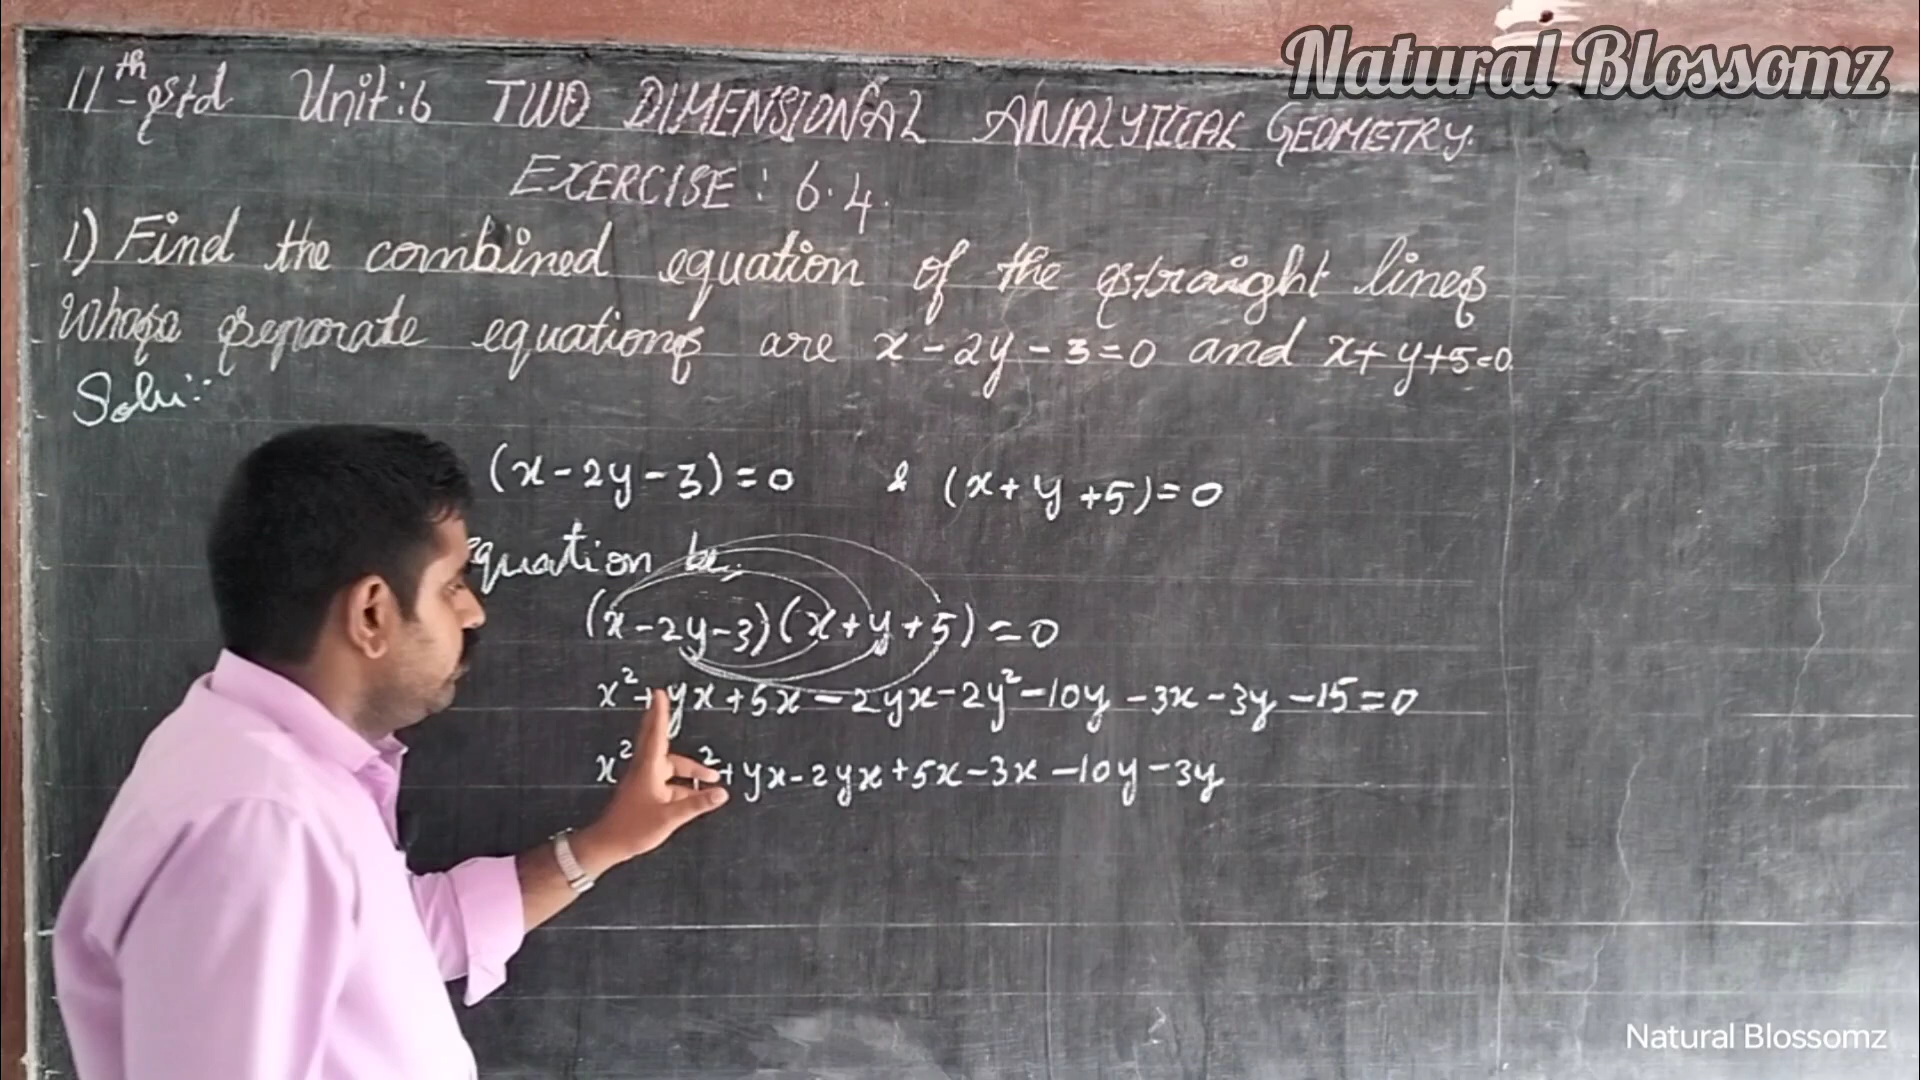 Natural Blossomz
11th-std Unit:6 TWO DIMENSIONAL ANALYTICAL GEOMETRY.
EXERCISE: 6.4.
1) Find the combined equation of the straight lines
whose separate equations are x-2y-3=0 and x+y+5=0.
Solu:-
(x-2y-3)=0 & (x+y+5)=0
equation be,
(x-2y-3)(x+y+5)=0
x²+yx+5x-2yx-2y²-10y-3x-3y-15=0
x² ²+yx-2yx+5x-3x-10y-3y
Natural Blossomz